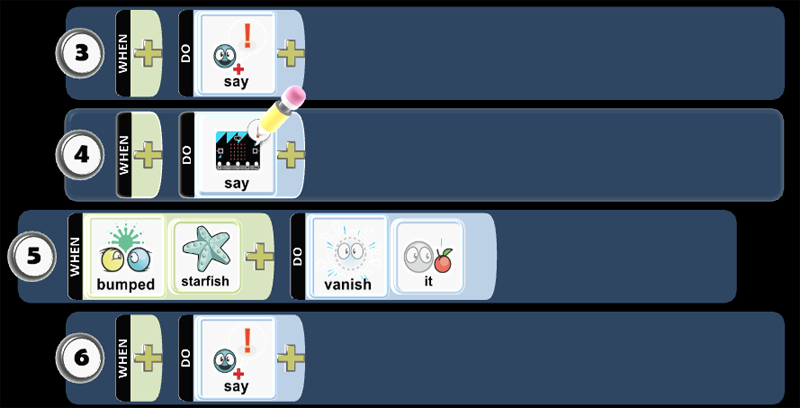 3 WHEN DO say
4 WHEN DO say
5 WHEN bumped starfish DO vanish it
6 WHEN DO say